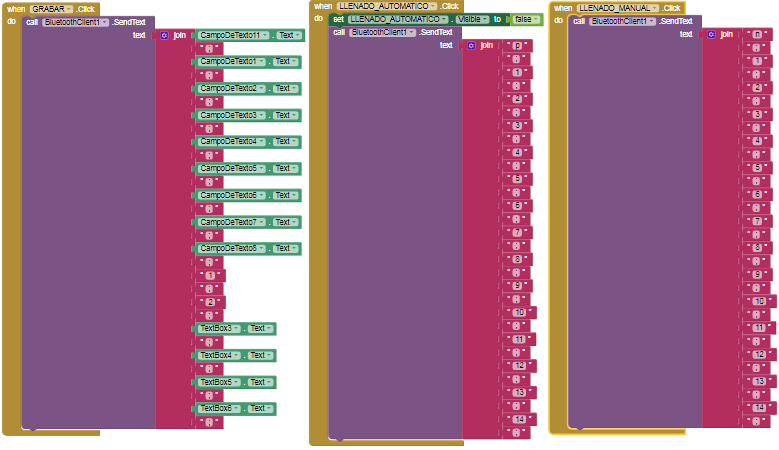 when GRABAR .Click
do call BluetoothClient1 .SendText
text join CampoDeTexto11 . Text
" ; "
CampoDeTexto1 . Text
" ; "
CampoDeTexto2 . Text
" ; "
CampoDeTexto3 . Text
" ; "
CampoDeTexto4 . Text
" ; "
CampoDeTexto5 . Text
" ; "
CampoDeTexto6 . Text
" ; "
CampoDeTexto7 . Text
" ; "
CampoDeTexto8 . Text
" ; "
" 1 "
" ; "
" 2 "
" ; "
TextBox3 . Text
" ; "
TextBox4 . Text
" ; "
TextBox5 . Text
" ; "
TextBox6 . Text
" ; "
when LLENADO_AUTOMATICO .Click
do set LLENADO_AUTOMATICO . Visible to false
call BluetoothClient1 .SendText
text join " p "
" ; "
" 1 "
" ; "
" 2 "
" ; "
" 3 "
" ; "
" 4 "
" ; "
" 5 "
" ; "
" 6 "
" ; "
" 7 "
" ; "
" 8 "
" ; "
" 9 "
" ; "
" 10 "
" ; "
" 11 "
" ; "
" 12 "
" ; "
" 13 "
" ; "
" 14 "
" ; "
when LLENADO_MANUAL .Click
do call BluetoothClient1 .SendText
text join " n "
" ; "
" 1 "
" ; "
" 2 "
" ; "
" 3 "
" ; "
" 4 "
" ; "
" 5 "
" ; "
" 6 "
" ; "
" 7 "
" ; "
" 8 "
" ; "
" 9 "
" ; "
" 10 "
" ; "
" 11 "
" ; "
" 12 "
" ; "
" 13 "
" ; "
" 14 "
" ; "